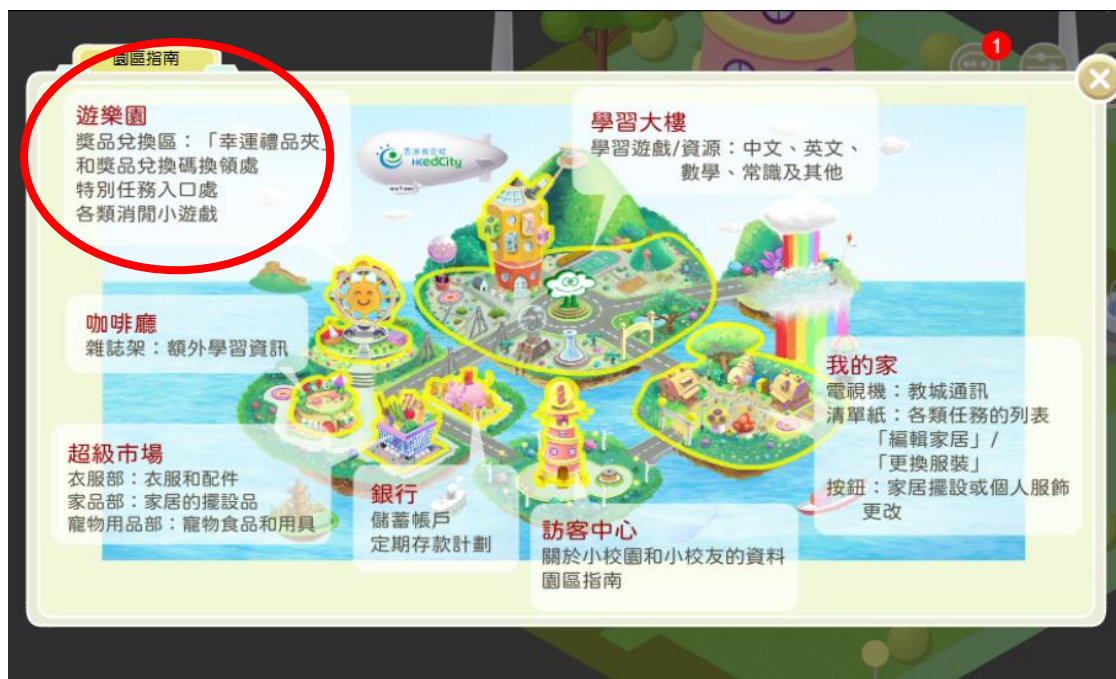 園區指南
1
遊樂園
獎品兌換區：「幸運禮品夾」
和獎品兌換碼換領處
特別任務入口處
各類消閒小遊戲
學習大樓
學習遊戲/資源：中文、英文、
數學、常識及其他
香港教育城
HKedCity
咖啡廳
雜誌架：額外學習資訊
我的家
電視機：教城通訊
清單紙：各類任務的列表
「編輯家居」/
「更換服裝」
按鈕：家居擺設或個人服飾
更改
超級市場
衣服部：衣服和配件
家品部：家居的擺設品
寵物用品部：寵物食品和用具
銀行
儲蓄帳戶
定期存款計劃
訪客中心
關於小校園和小校友的資料
園區指南